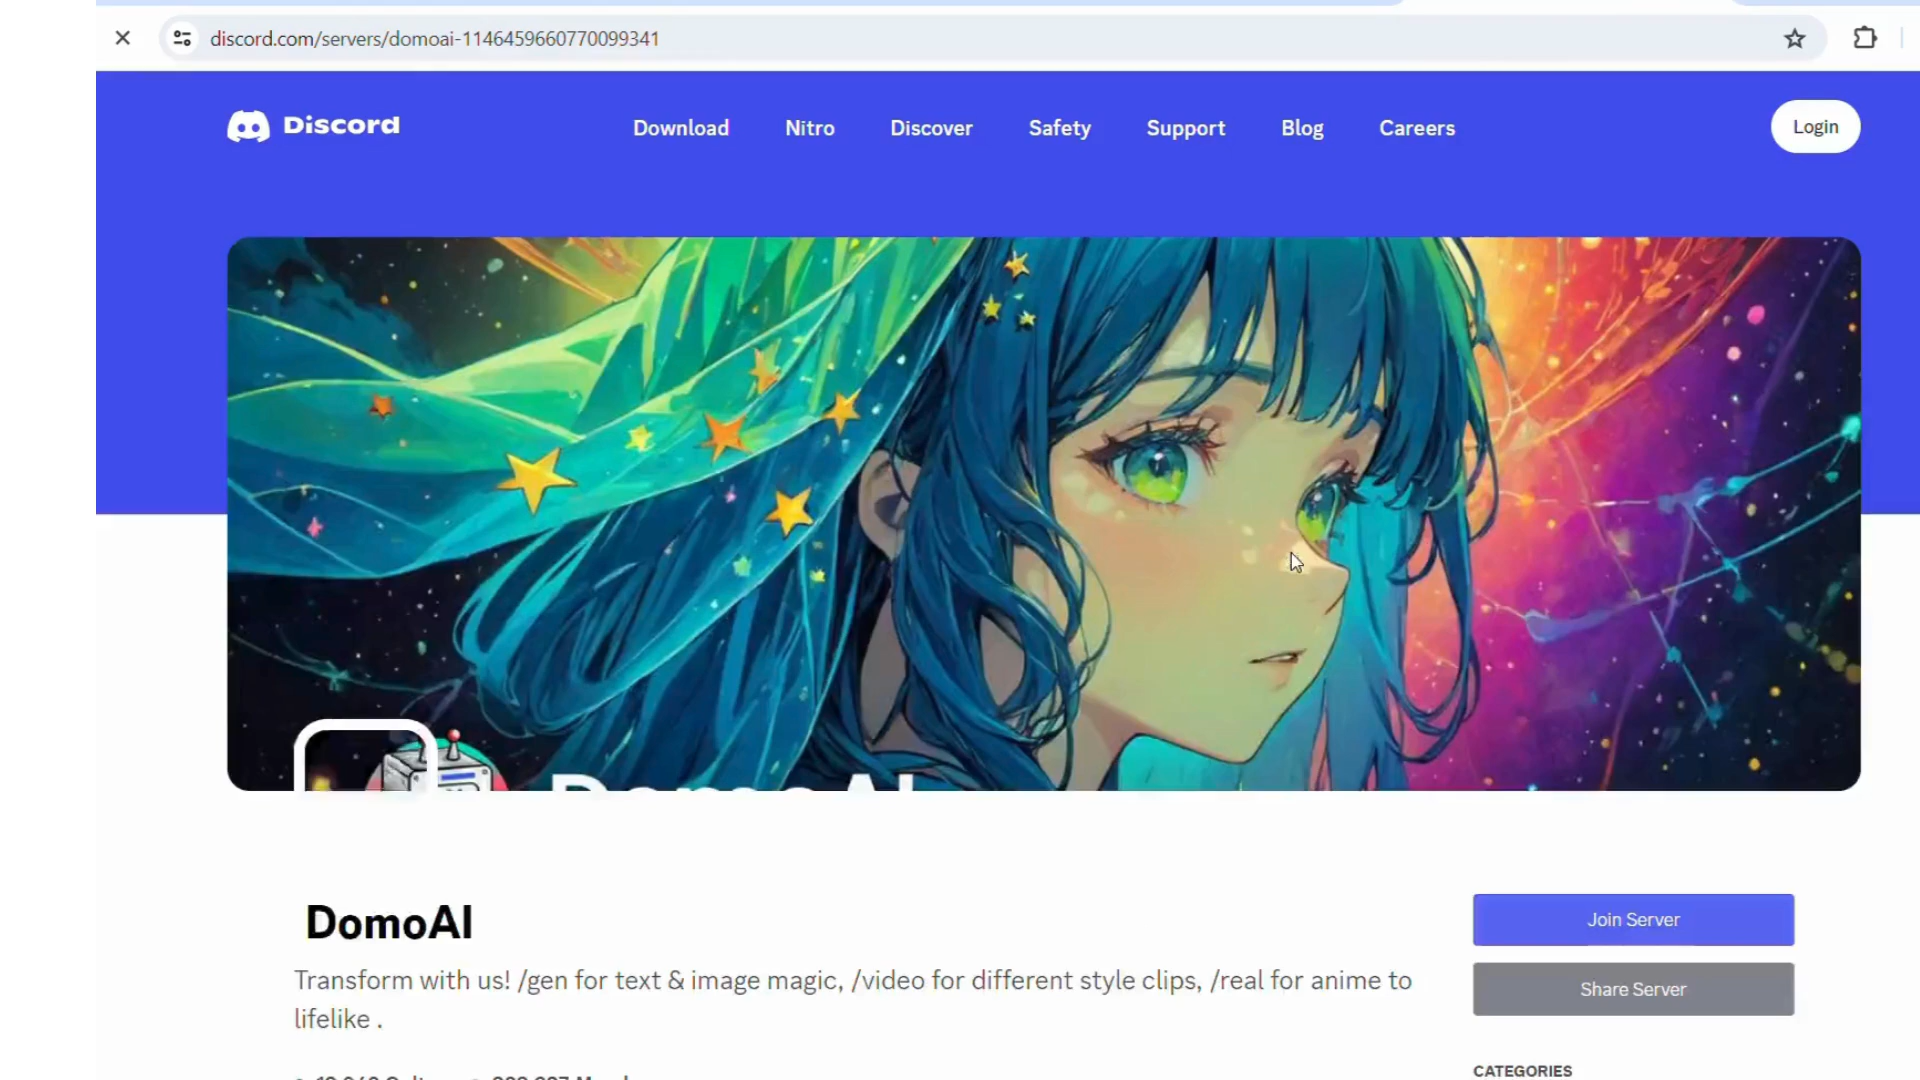 discord.com/servers/domoai-1146459660770099341
Discord
Download Nitro Discover Safety Support Blog Careers
Login
DomoAI
Join Server
Transform with us! /gen for text & image magic, /video for different style clips, /real for anime to
lifelike .
Share Server
CATEGORIES